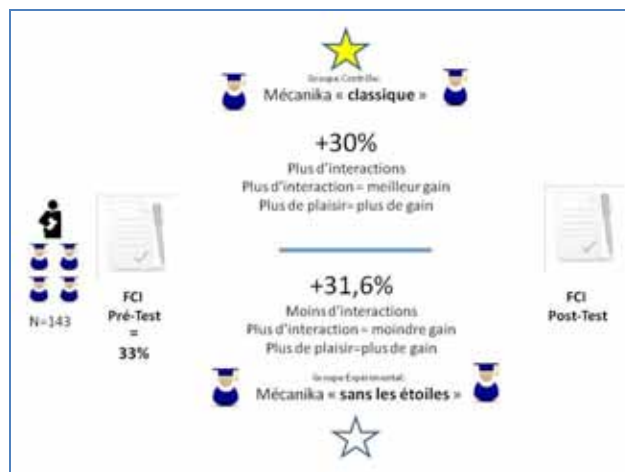 Groupe Contrôle:
Mécanika « classique »
+30%
Plus d'interactions
Plus d'interaction= meilleur gain
Plus de plaisir= plus de gain
N=143
FCI
Pré-Test
=
33%
+31,6%
Moins d'interactions
Plus d'interaction = moindre gain
Plus de plaisir=plus de gain
Groupe Expérimental:
Mécanika « sans les étoiles »
FCI
Post-Test